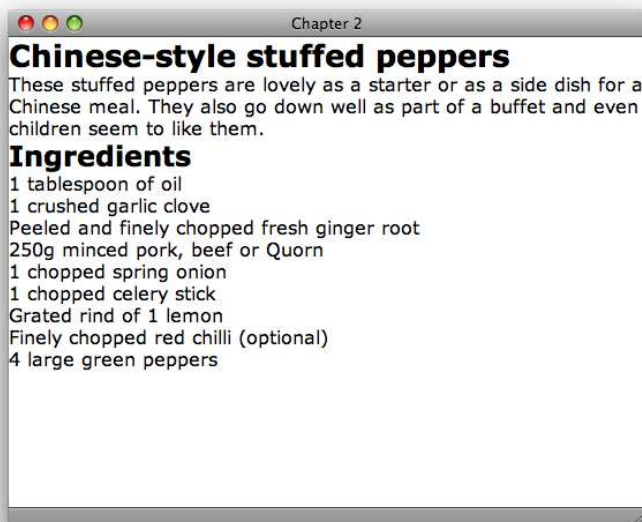 Chapter 2
Chinese-style stuffed peppers
These stuffed peppers are lovely as a starter or as a side dish for a
Chinese meal. They also go down well as part of a buffet and even
children seem to like them.
Ingredients
1 tablespoon of oil
1 crushed garlic clove
Peeled and finely chopped fresh ginger root
250g minced pork, beef or Quorn
1 chopped spring onion
1 chopped celery stick
Grated rind of 1 lemon
Finely chopped red chilli (optional)
4 large green peppers